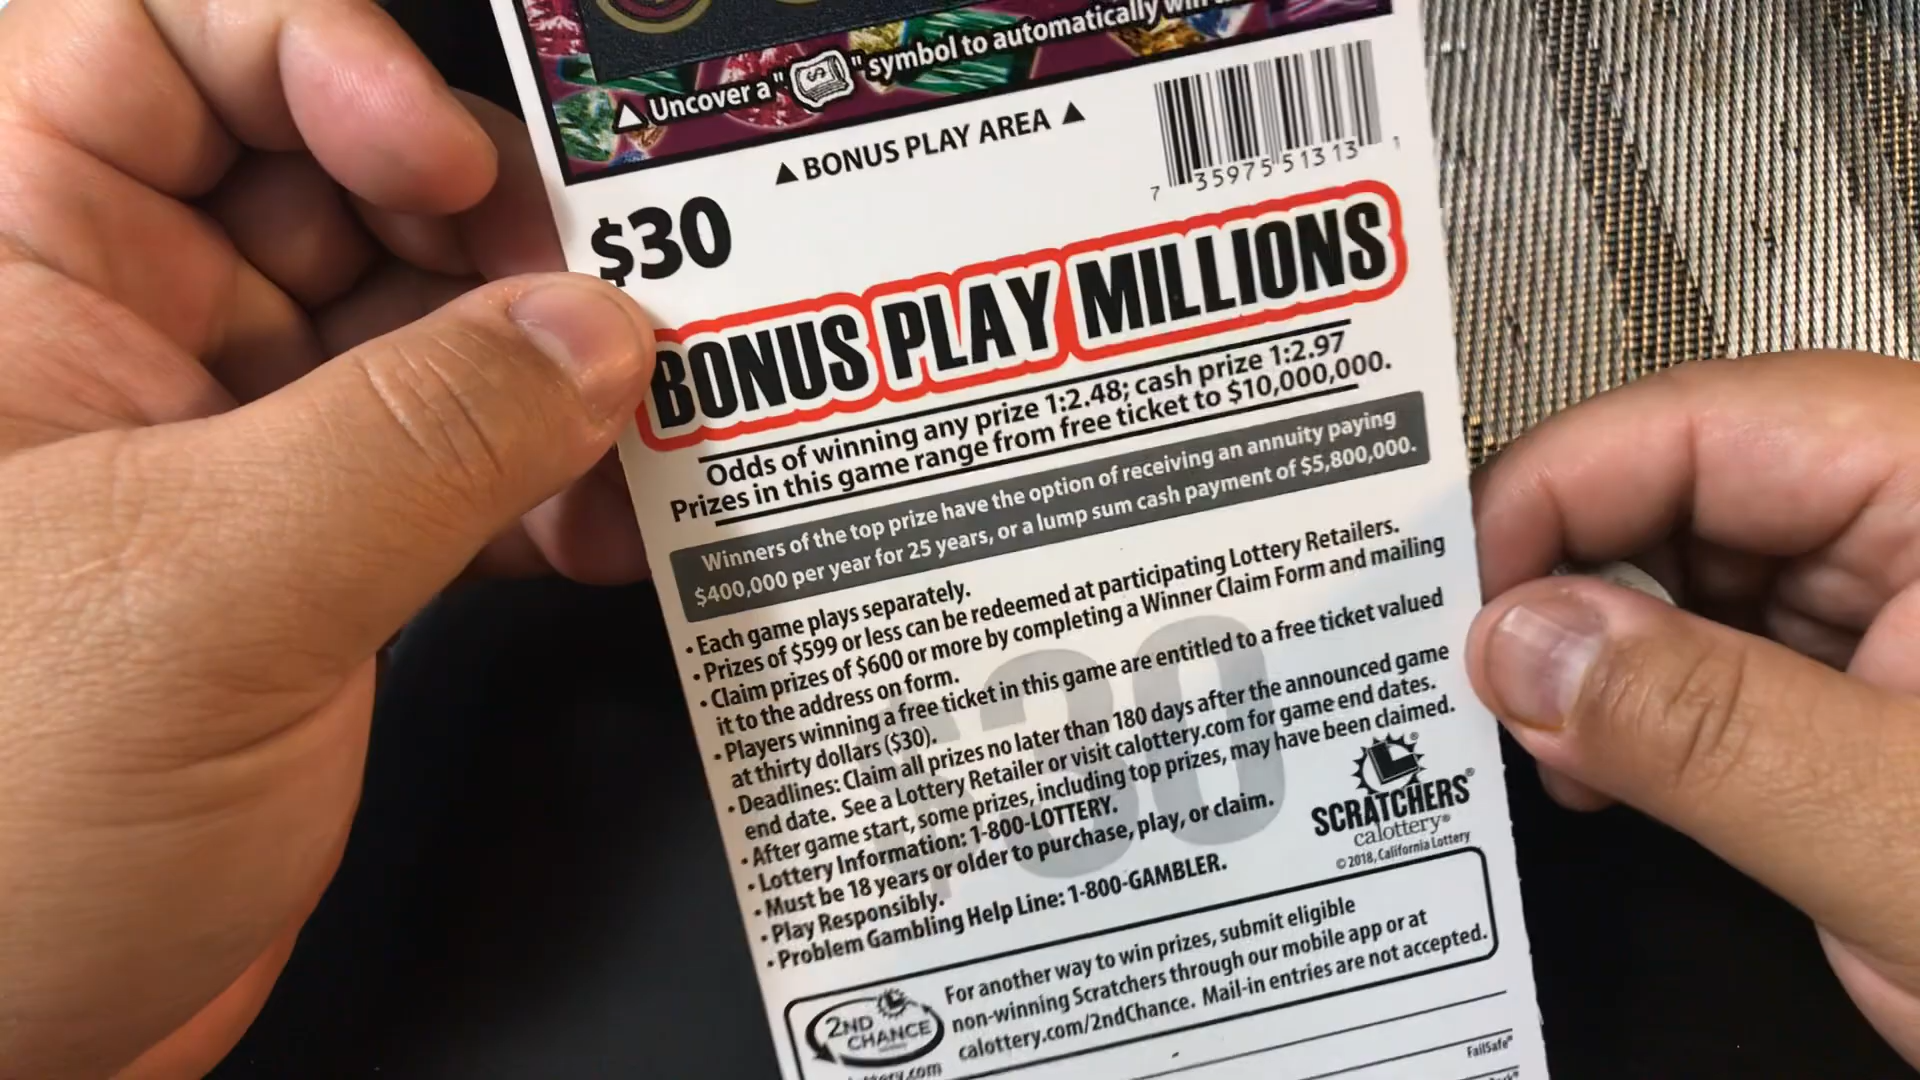 Uncover a "$" symbol to automatically win
BONUS PLAY AREA
7 35975 51313 1
$30
BONUS PLAY MILLIONS
Odds of winning any prize 1:2.48; cash prize 1:2.97
Prizes in this game range from free ticket to $10,000,000.
Winners of the top prize have the option of receiving an annuity paying
$400,000 per year for 25 years, or a lump sum cash payment of $5,800,000.
• Each game plays separately.
• Prizes of $599 or less can be redeemed at participating Lottery Retailers.
• Claim prizes of $600 or more by completing a Winner Claim Form and mailing
it to the address on form.
• Players winning a free ticket in this game are entitled to a free ticket valued
at thirty dollars ($30).
• Deadlines: Claim all prizes no later than 180 days after the announced game
end date. See a Lottery Retailer or visit calottery.com for game end dates.
• After game start, some prizes, including top prizes, may have been claimed.
• Lottery Information: 1-800-LOTTERY.
• Must be 18 years or older to purchase, play, or claim.
• Play Responsibly.
• Problem Gambling Help Line: 1-800-GAMBLER.
$30
SCRATCHERS®
calottery®
© 2018, California Lottery
2ND
CHANCE
For another way to win prizes, submit eligible
non-winning Scratchers through our mobile app or at
calottery.com/2ndChance. Mail-in entries are not accepted.
FailSafe®